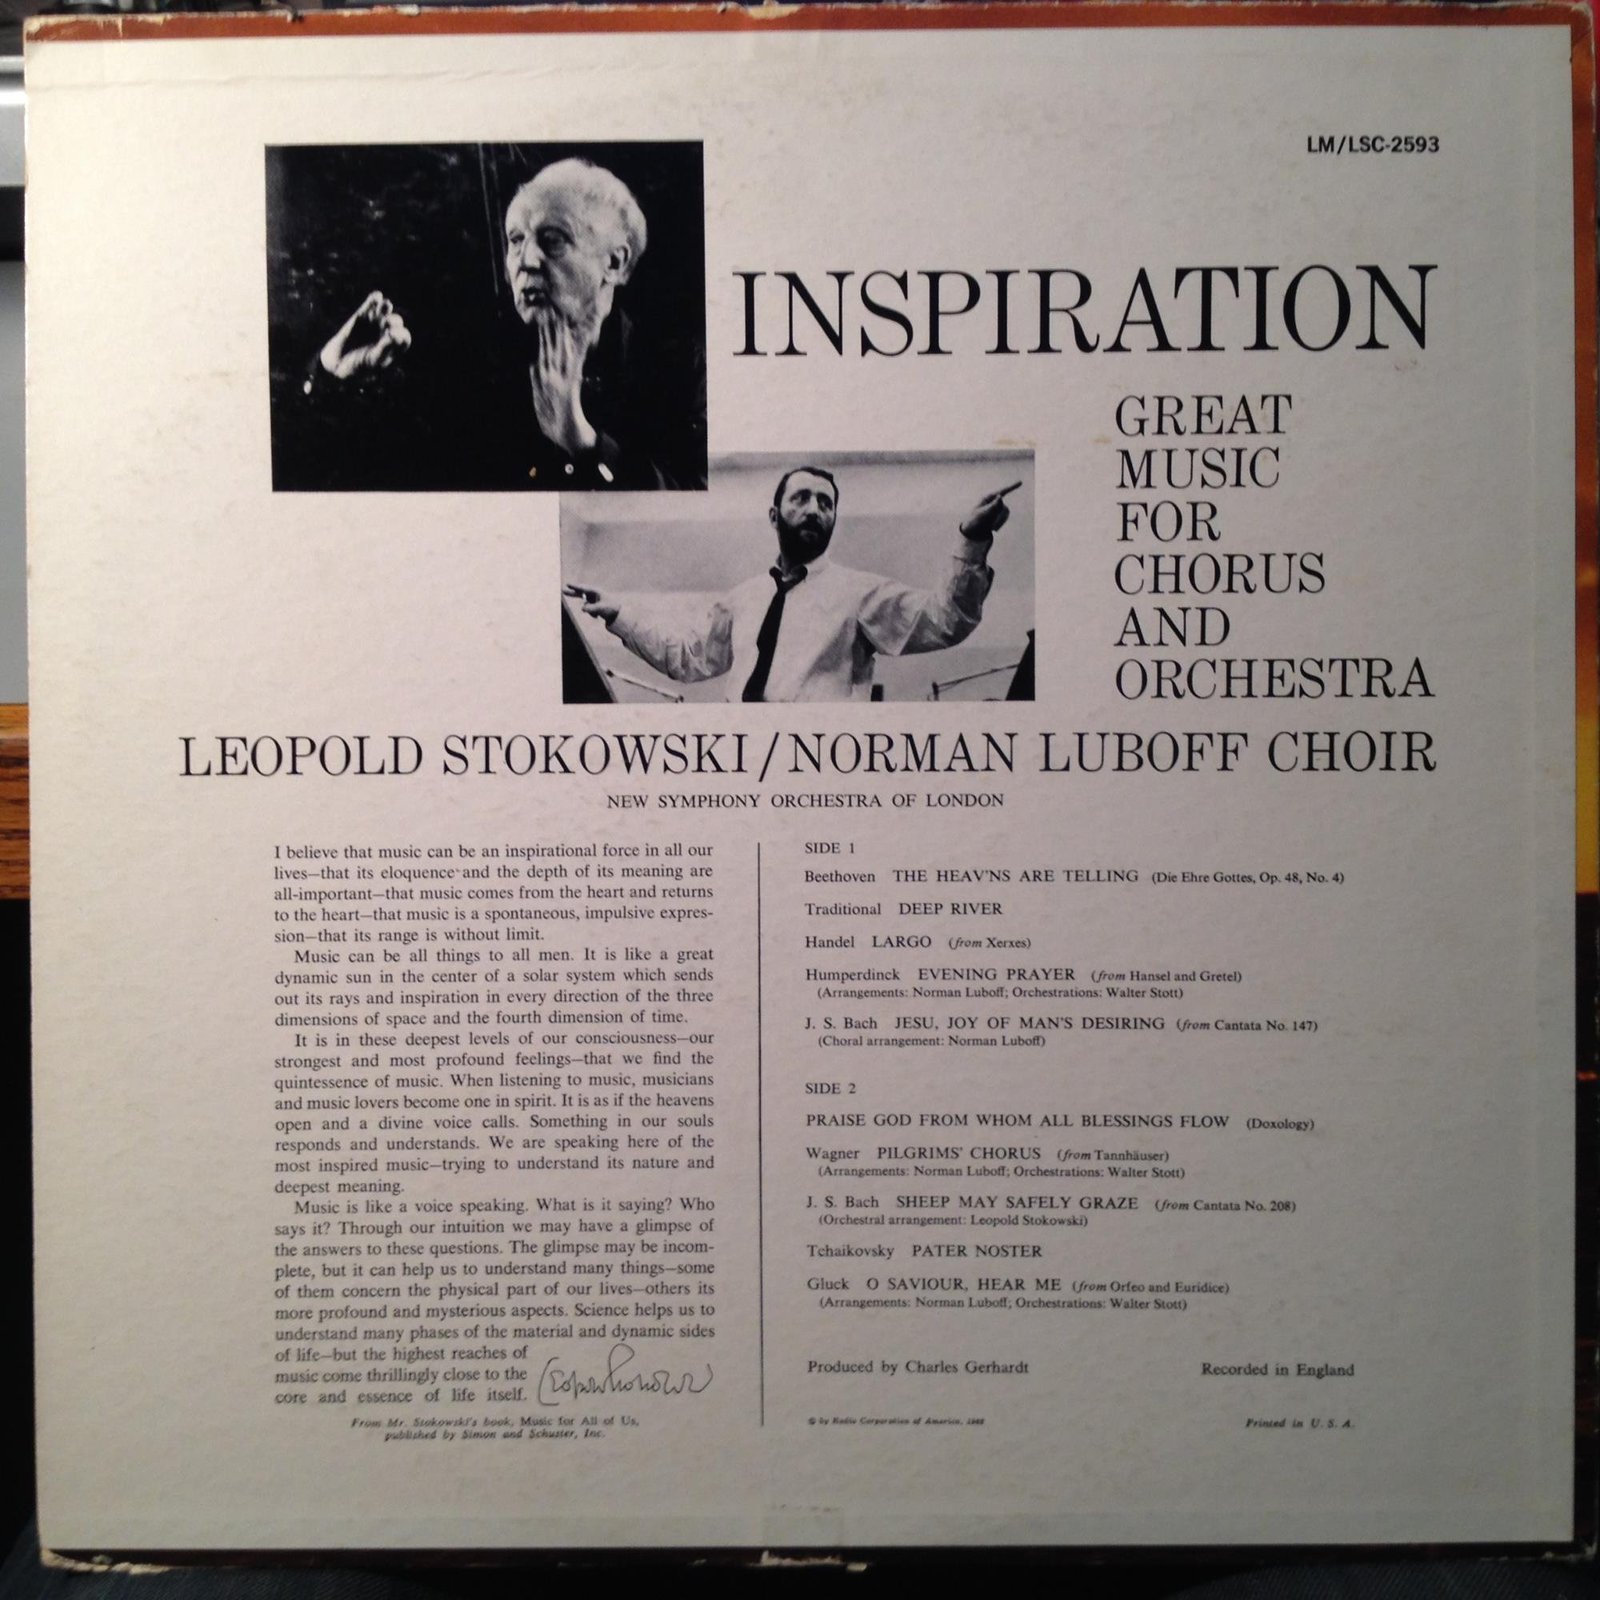 LM/LSC-2593
INSPIRATION
GREAT
MUSIC
FOR
CHORUS
AND
ORCHESTRA
LEOPOLD STOKOWSKI/NORMAN LUBOFF CHOIR
NEW SYMPHONY ORCHESTRA OF LONDON
I believe that music can be an inspirational force in all our
lives—that its eloquence and the depth of its meaning are
all-important—that music comes from the heart and returns
to the heart—that music is a spontaneous, impulsive expres-
sion—that its range is without limit.
Music can be all things to all men. It is like a great
dynamic sun in the center of a solar system which sends
out its rays and inspiration in every direction of the three
dimensions of space and the fourth dimension of time.
It is in these deepest levels of our consciousness—our
strongest and most profound feelings—that we find the
quintessence of music. When listening to music, musicians
and music lovers become one in spirit. It is as if the heavens
open and a divine voice calls. Something in our souls
responds and understands. We are speaking here of the
most inspired music—trying to understand its nature and
deepest meaning.
Music is like a voice speaking. What is it saying? Who
says it? Through our intuition we may have a glimpse of
the answers to these questions. The glimpse may be incom-
plete, but it can help us to understand many things—some
of them concern the physical part of our lives—others its
more profound and mysterious aspects. Science helps us to
understand many phases of the material and dynamic sides
of life—but the highest reaches of
music come thrillingly close to the
core and essence of life itself.
Leopold Stokowski
From Mr. Stokowski's book, Music for All of Us,
published by Simon and Schuster, Inc.
SIDE 1
Beethoven THE HEAV'NS ARE TELLING (Die Ehre Gottes, Op. 48, No. 4)
Traditional DEEP RIVER
Handel LARGO (from Xerxes)
Humperdinck EVENING PRAYER (from Hansel and Gretel)
(Arrangements: Norman Luboff; Orchestrations: Walter Stott)
J. S. Bach JESU, JOY OF MAN'S DESIRING (from Cantata No. 147)
(Choral arrangement: Norman Luboff)
SIDE 2
PRAISE GOD FROM WHOM ALL BLESSINGS FLOW (Doxology)
Wagner PILGRIMS' CHORUS (from Tannhäuser)
(Arrangements: Norman Luboff; Orchestrations: Walter Stott)
J. S. Bach SHEEP MAY SAFELY GRAZE (from Cantata No. 208)
(Orchestral arrangement: Leopold Stokowski)
Tchaikovsky PATER NOSTER
Gluck O SAVIOUR, HEAR ME (from Orfeo and Euridice)
(Arrangements: Norman Luboff; Orchestrations: Walter Stott)
Produced by Charles Gerhardt
Recorded in England
© by Radio Corporation of America,
Printed in U. S. A.